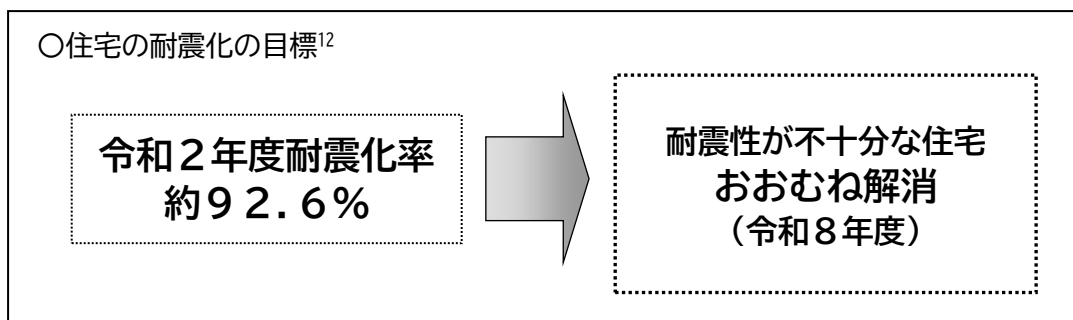 〇住宅の耐震化の目標12
令和２年度耐震化率
約９２.６％
耐震性が不十分な住宅
おおむね解消
（令和８年度）